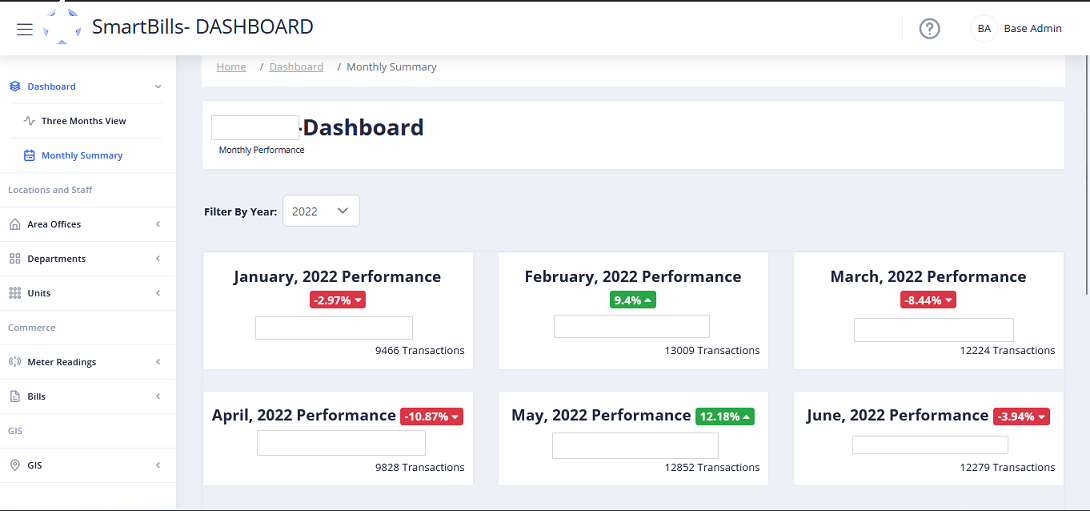 SmartBills- DASHBOARD
BA Base Admin
Home / Dashboard / Monthly Summary
Dashboard
Three Months View
Monthly Summary
Locations and Staff
Area Offices
Departments
Units
Commerce
Meter Readings
Bills
GIS
GIS
-Dashboard
Monthly Performance
Filter By Year: 2022
January, 2022 Performance
-2.97%
9466 Transactions
February, 2022 Performance
9.4%
13009 Transactions
March, 2022 Performance
-8.44%
12224 Transactions
April, 2022 Performance -10.87%
9828 Transactions
May, 2022 Performance 12.18%
12852 Transactions
June, 2022 Performance -3.94%
12279 Transactions